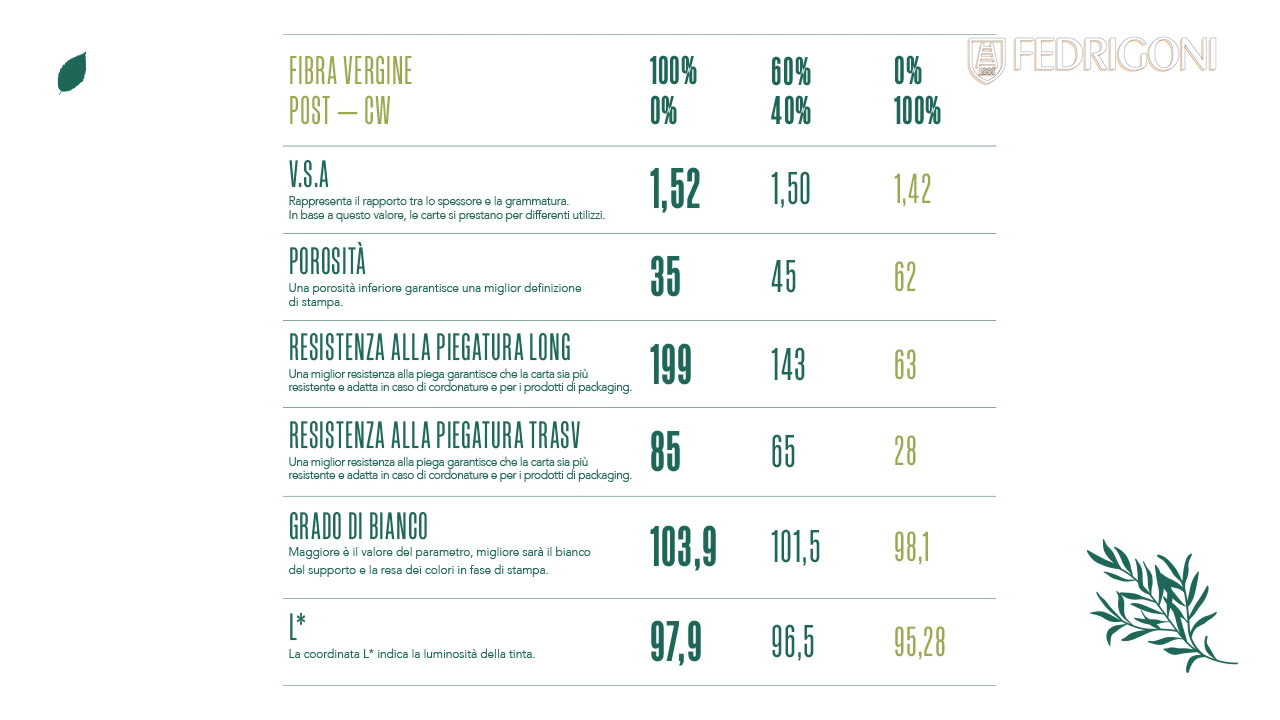 FEDRIGONI
1888
FIBRA VERGINE 100% 60% 0%
POST – CW 0% 40% 100%
V.S.A 1,52 1,50 1,42
Rappresenta il rapporto tra lo spessore e la grammatura.
In base a questo valore, le carte si prestano per differenti utilizzi.
POROSITÀ 35 45 62
Una porosità inferiore garantisce una miglior definizione
di stampa.
RESISTENZA ALLA PIEGATURA LONG 199 143 63
Una miglior resistenza alla piega garantisce che la carta sia più
resistente e adatta in caso di cordonature e per i prodotti di packaging.
RESISTENZA ALLA PIEGATURA TRASV 85 65 28
Una miglior resistenza alla piega garantisce che la carta sia più
resistente e adatta in caso di cordonature e per i prodotti di packaging.
GRADO DI BIANCO 103,9 101,5 98,1
Maggiore è il valore del parametro, migliore sarà il bianco
del supporto e la resa dei colori in fase di stampa.
L* 97,9 96,5 95,28
La coordinata L* indica la luminosità della tinta.